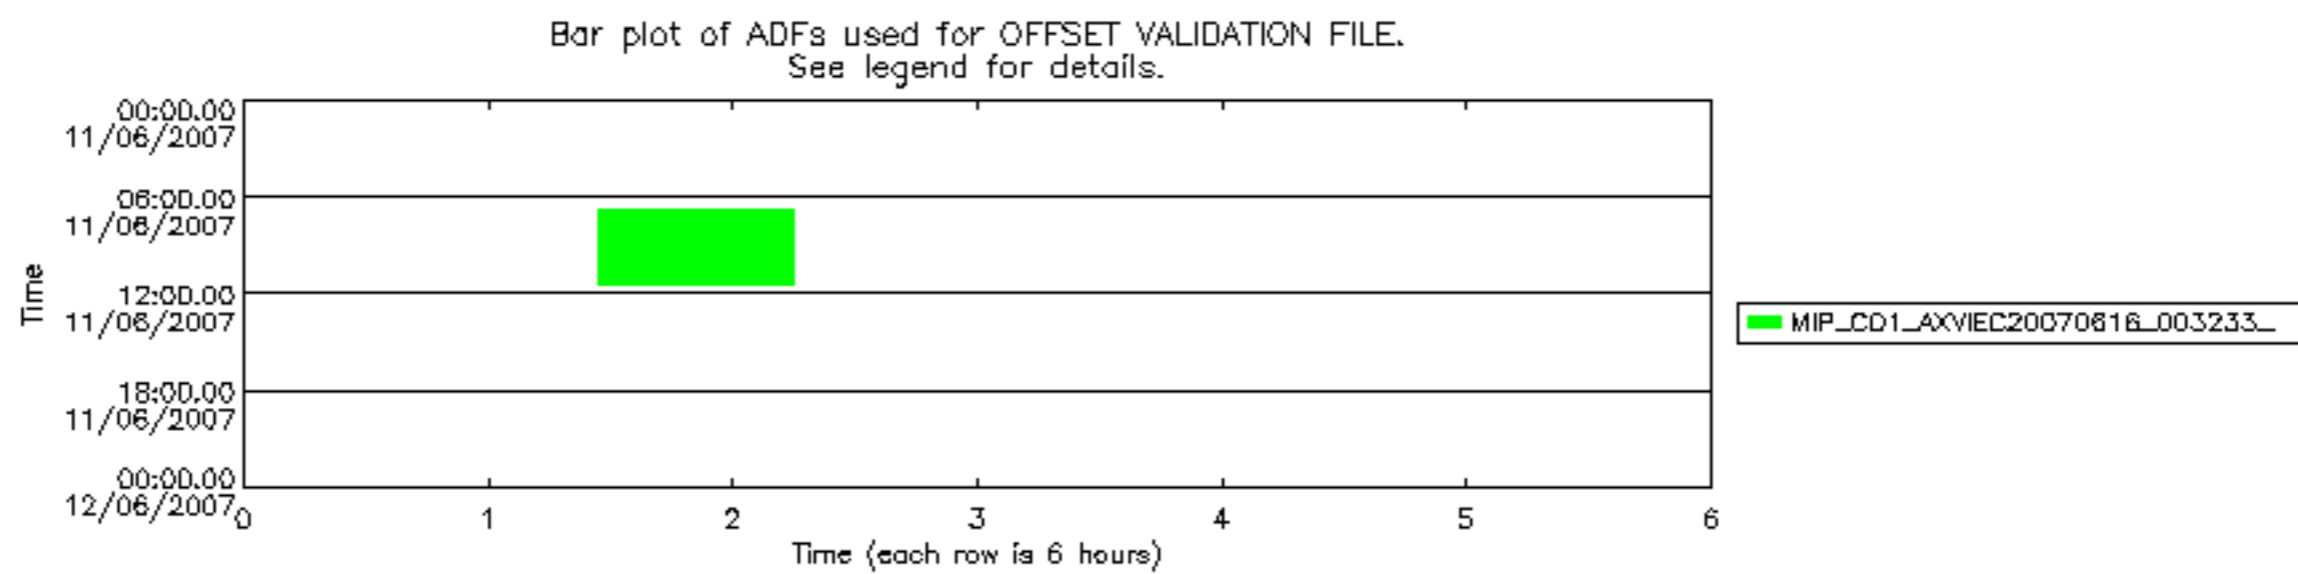 Bar plot of ADFs used for OFFSET VALIDATION FILE.
See legend for details.
00:00.00
11/06/2007
06:00.00
11/06/2007
12:00.00
11/06/2007
18:00.00
11/06/2007
00:00.00
12/06/2007
Time
0 1 2 3 4 5 6
Time (each row is 6 hours)
MIP_CO1_AXVIEC20070616_003233_